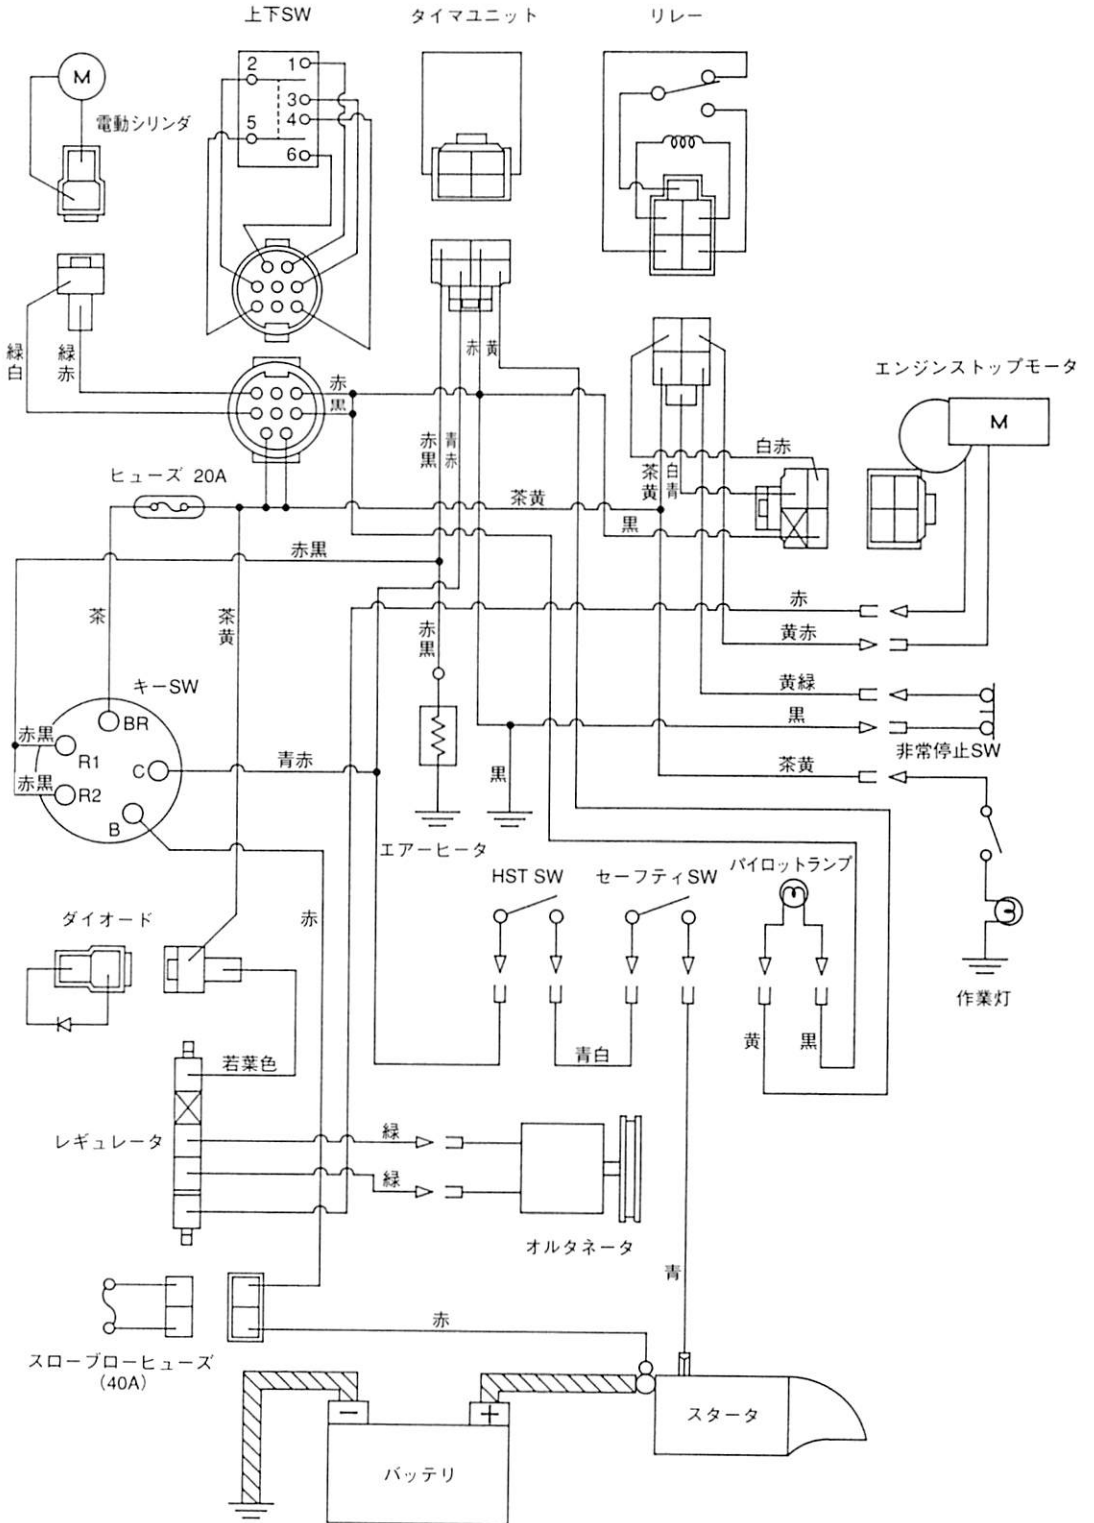 上下SW
タイマユニット
リレー
M
電動シリンダ
2
1
3
4
5
6
緑白
緑赤
赤
黒
赤
黄
赤黒
青赤
エンジンストップモータ
M
白赤
茶黄
白青
ヒューズ 20A
茶黄
黒
赤黒
茶
茶黄
赤黒
赤
黄赤
キーSW
BR
赤黒
R1
赤黒
R2
C
B
青赤
黒
黄緑
黒
非常停止SW
茶黄
エアーヒータ
HST SW
セーフティSW
パイロットランプ
ダイオード
赤
作業灯
青白
黄
黒
若葉色
レギュレータ
緑
緑
オルタネータ
青
赤
スローブローヒューズ
(40A)
スタータ
−
+
バッテリ